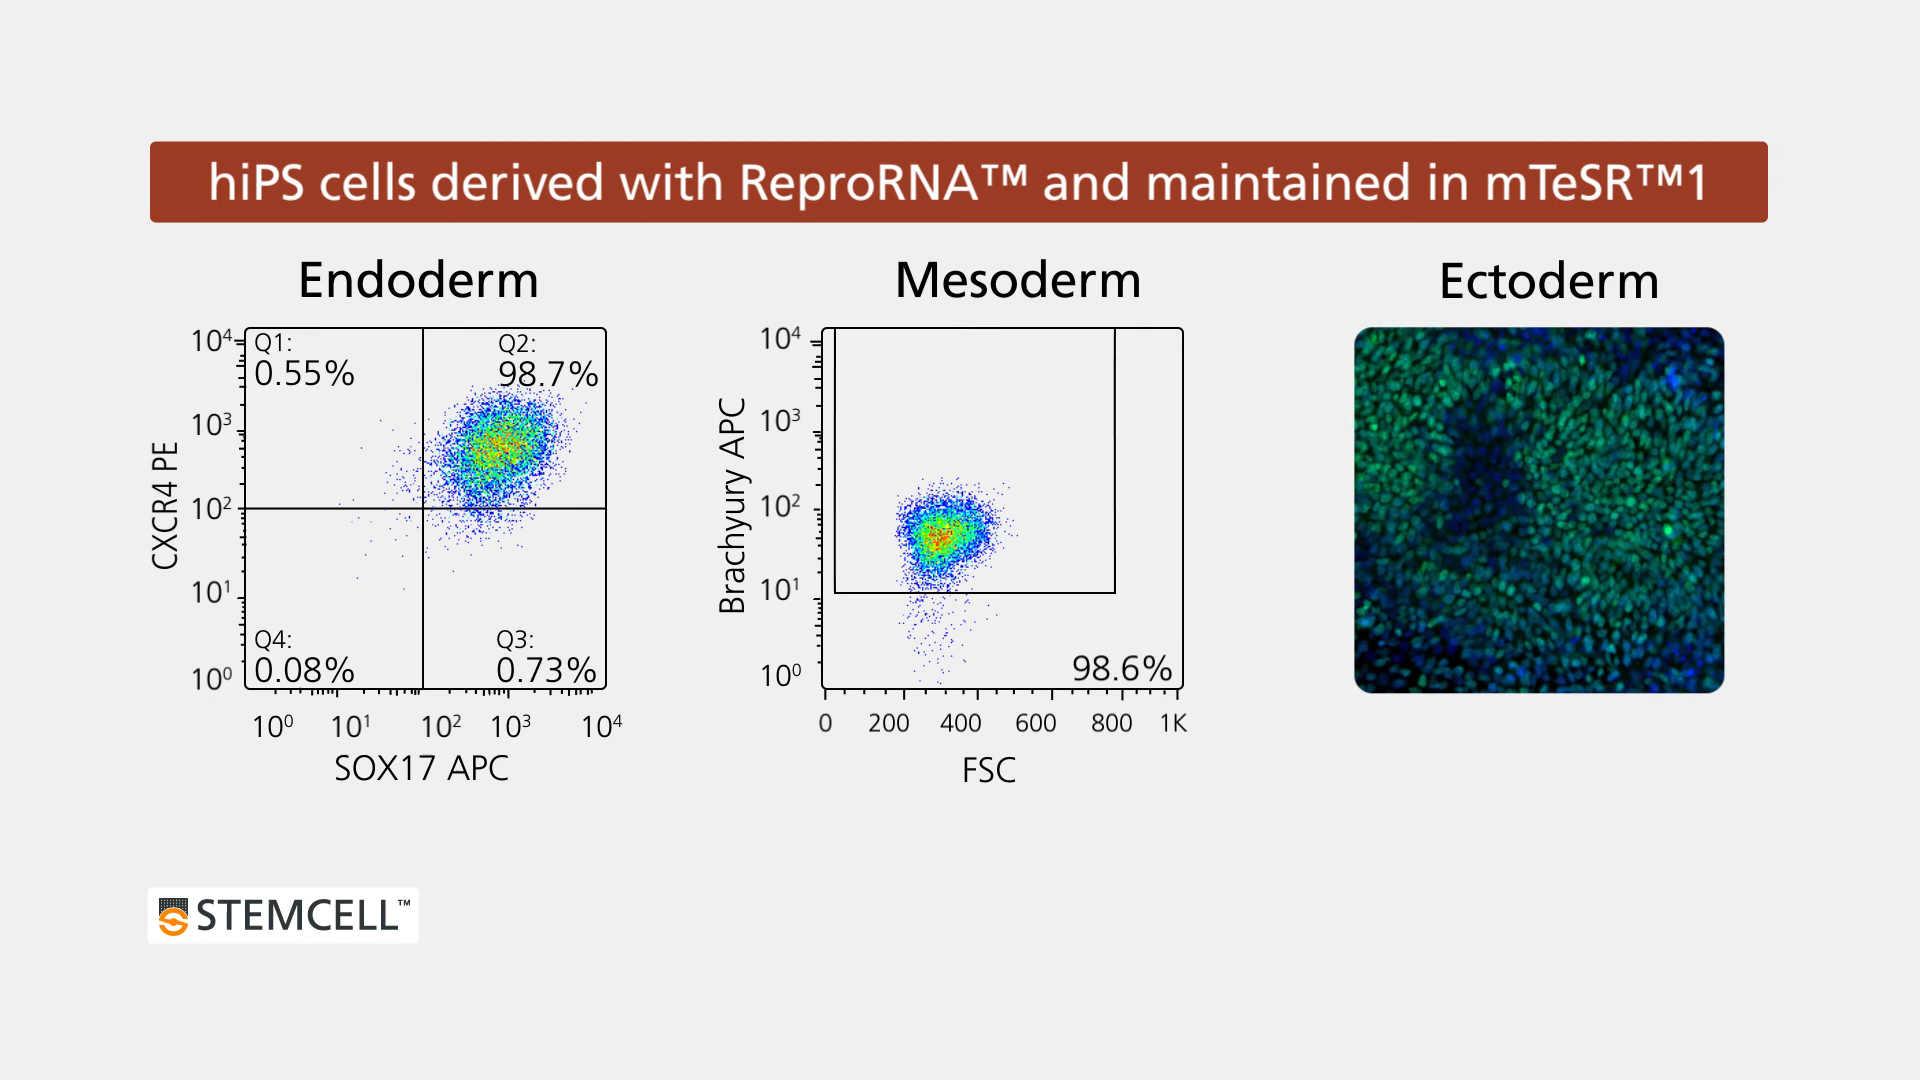 hiPS cells derived with ReproRNA™ and maintained in mTeSR™1
Endoderm
10⁴
10³
10²
10¹
10⁰
CXCR4 PE
Q1:
0.55%
Q2:
98.7%
Q4:
0.08%
Q3:
0.73%
10⁰ 10¹ 10² 10³ 10⁴
SOX17 APC
Mesoderm
10⁴
10³
10²
10¹
10⁰
Brachyury APC
98.6%
0 200 400 600 800 1K
FSC
Ectoderm
STEMCELL™